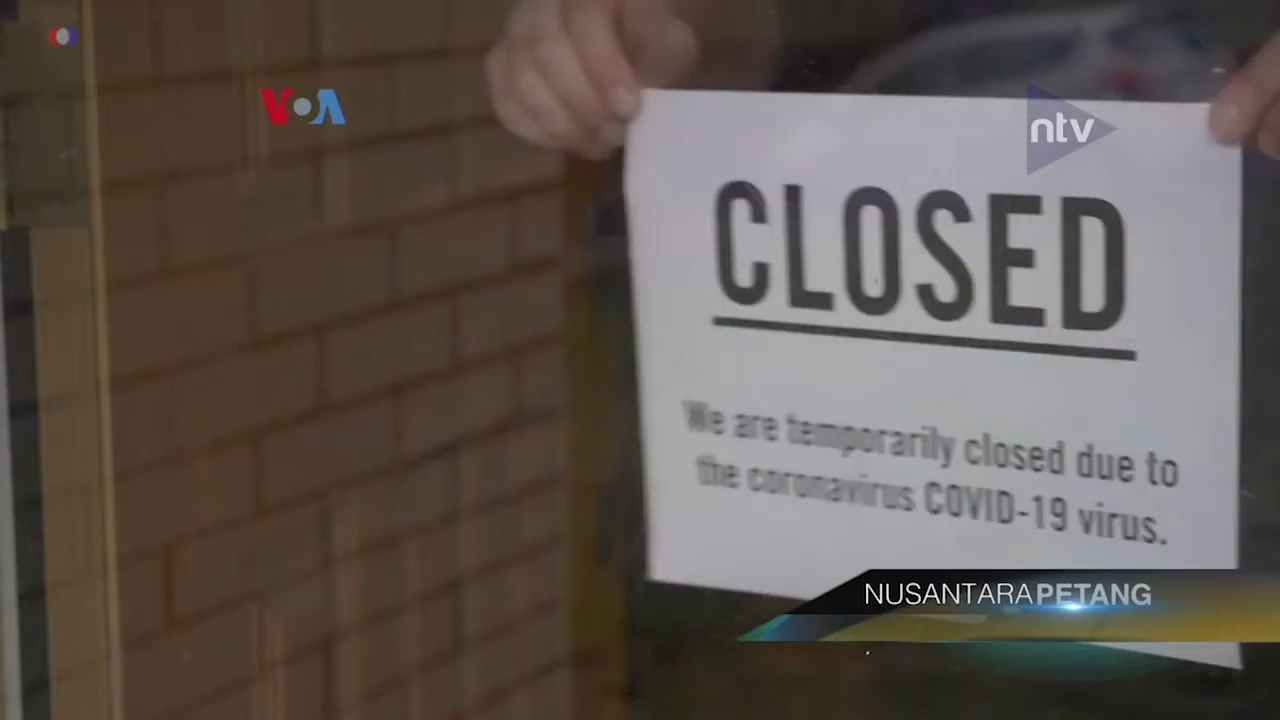 VOA
ntv
CLOSED
We are temporarily closed due to
the coronavirus COVID-19 virus.
NUSANTARA PETANG